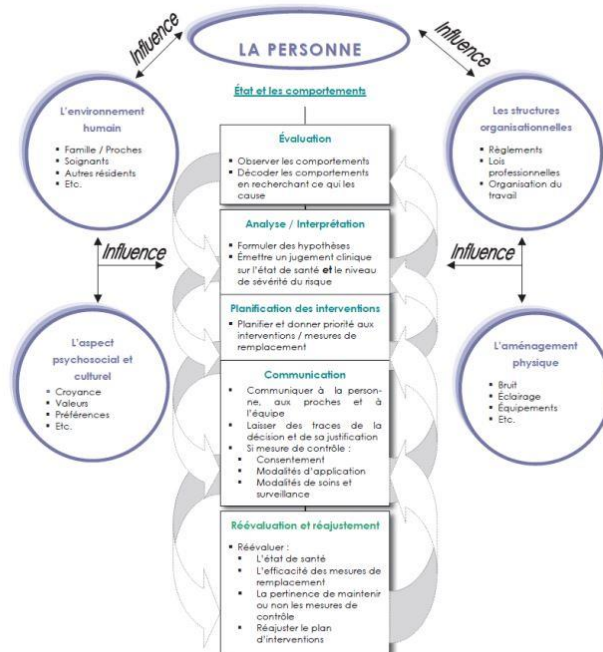 Influence
LA PERSONNE
Influence
État et les comportements
L'environnement
humain
▪ Famille / Proches
▪ Soignants
▪ Autres résidents
▪ Etc.
Les structures
organisationnelles
▪ Règlements
▪ Lois
professionnelles
▪ Organisation du
travail
Évaluation
▪ Observer les comportements
▪ Décoder les comportements
en recherchant ce qui les
cause
Analyse / Interprétation
▪ Formuler des hypothèses
▪ Émettre un jugement clinique
sur l'état de santé et le niveau
de sévérité du risque
Influence
Influence
Planification des interventions
▪ Planifier et donner priorité aux
interventions / mesures de
remplacement
L'aspect
psychosocial et
culturel
▪ Croyance
▪ Valeurs
▪ Préférences
▪ Etc.
L'aménagement
physique
▪ Bruit
▪ Éclairage
▪ Équipements
▪ Etc.
Communication
▪ Communiquer à la person-
ne, aux proches et à
l'équipe
▪ Laisser des traces de la
décision et de sa justification
▪ Si mesure de contrôle :
▪ Consentement
▪ Modalités d'application
▪ Modalités de soins et
surveillance
Réévaluation et réajustement
▪ Réévaluer :
▪ L'état de santé
▪ L'efficacité des mesures de
remplacement
▪ La pertinence de maintenir
ou non les mesures de
contrôle
▪ Réajuster le plan
d'interventions